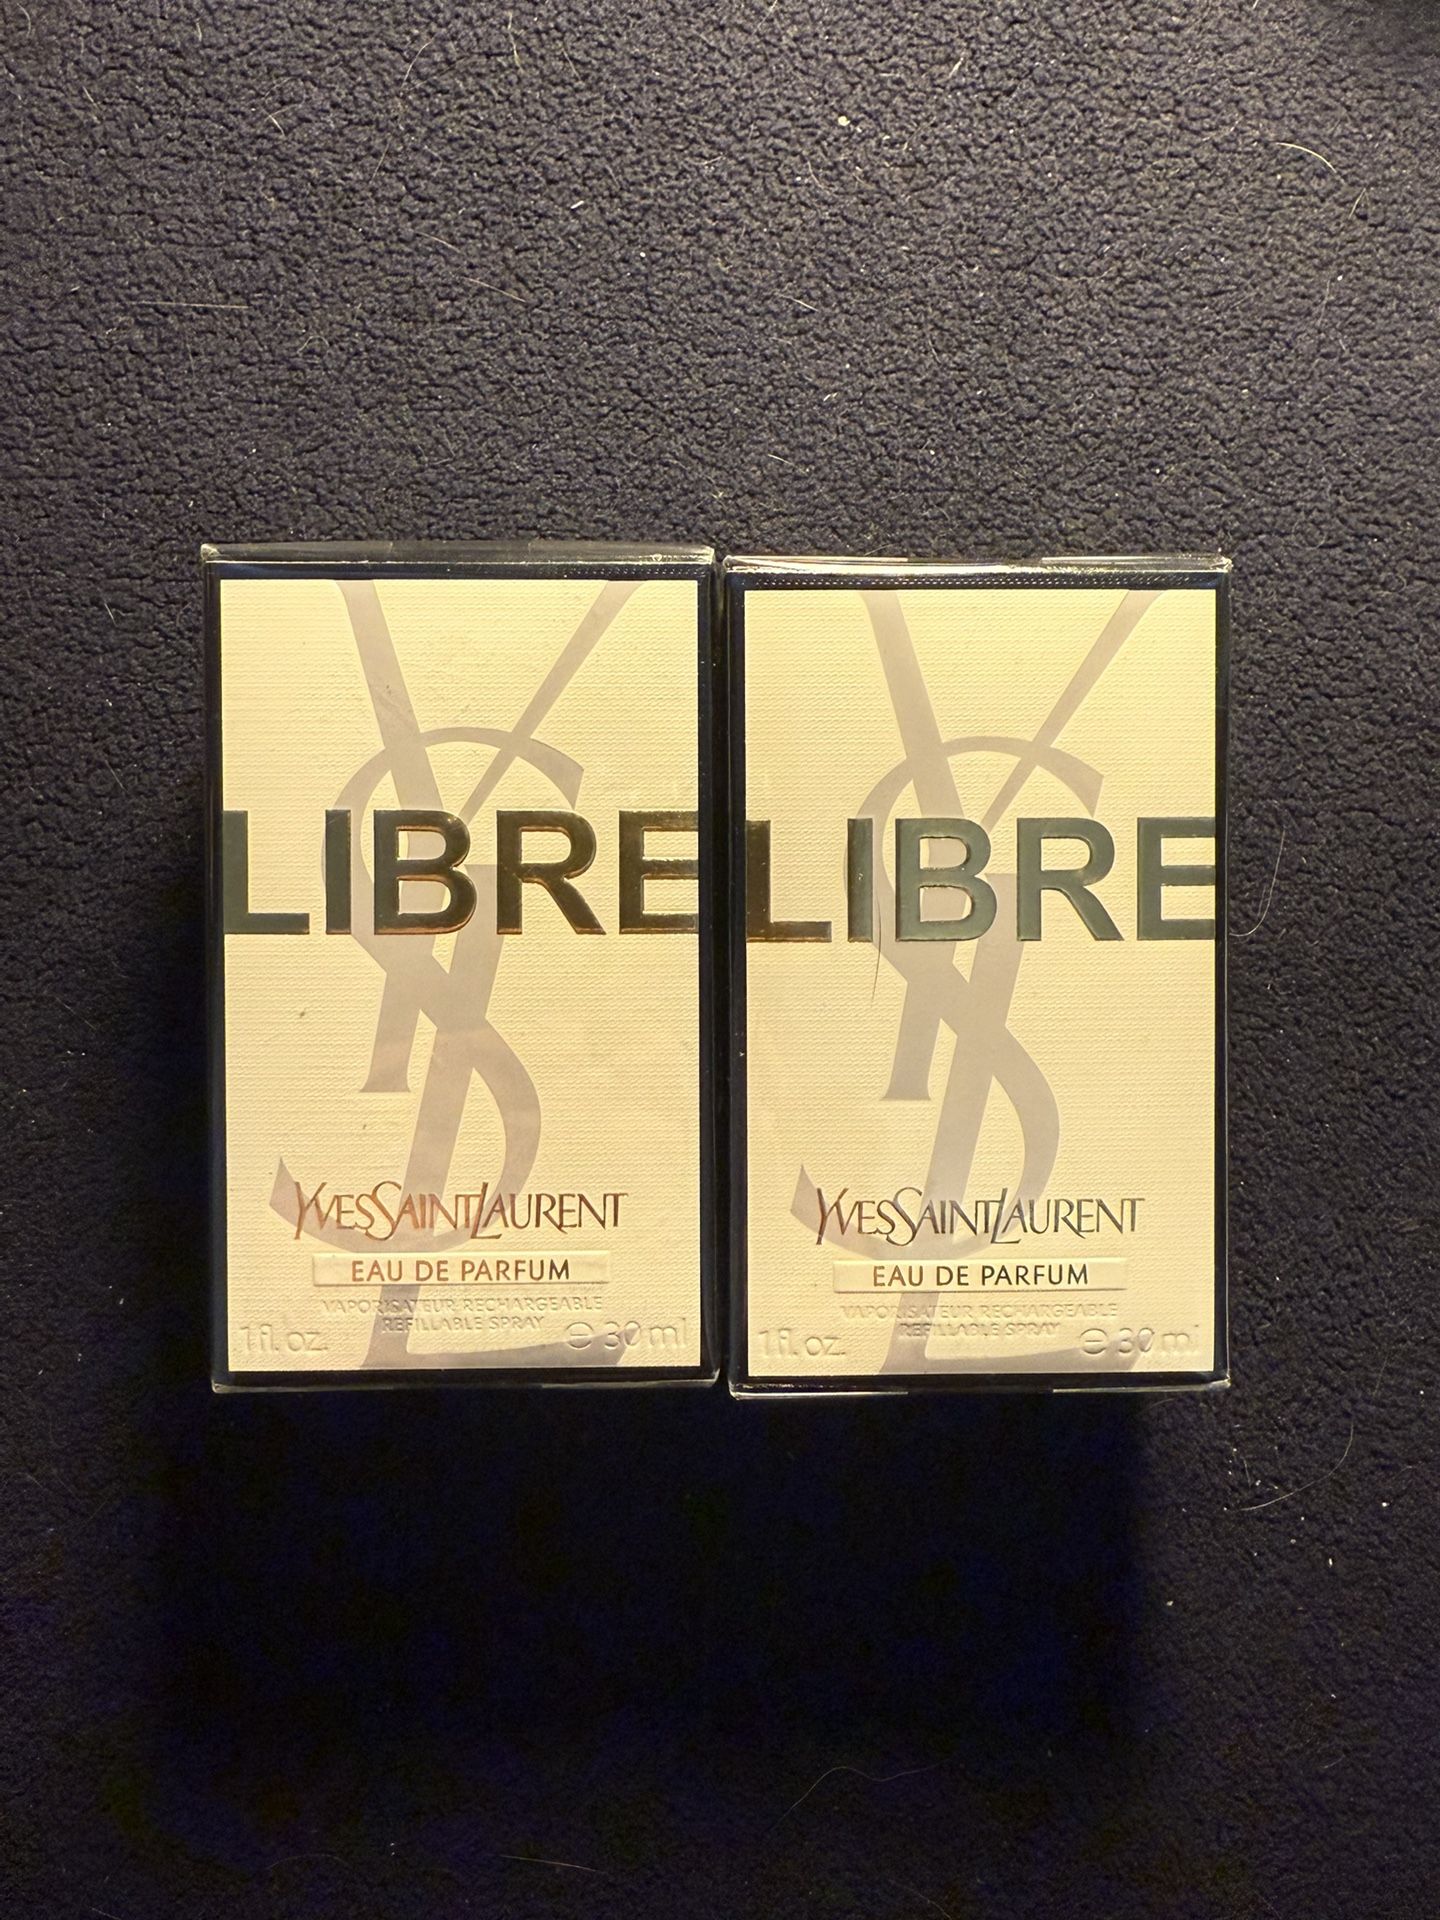 LIBRE
YVESSAINTLAURENT
EAU DE PARFUM
VAPORISATEUR RECHARGEABLE
REFILLABLE SPRAY
1 fl. oz. ℮ 30 ml
LIBRE
YVESSAINTLAURENT
EAU DE PARFUM
VAPORISATEUR RECHARGEABLE
REFILLABLE SPRAY
1 fl. oz. ℮ 30 ml